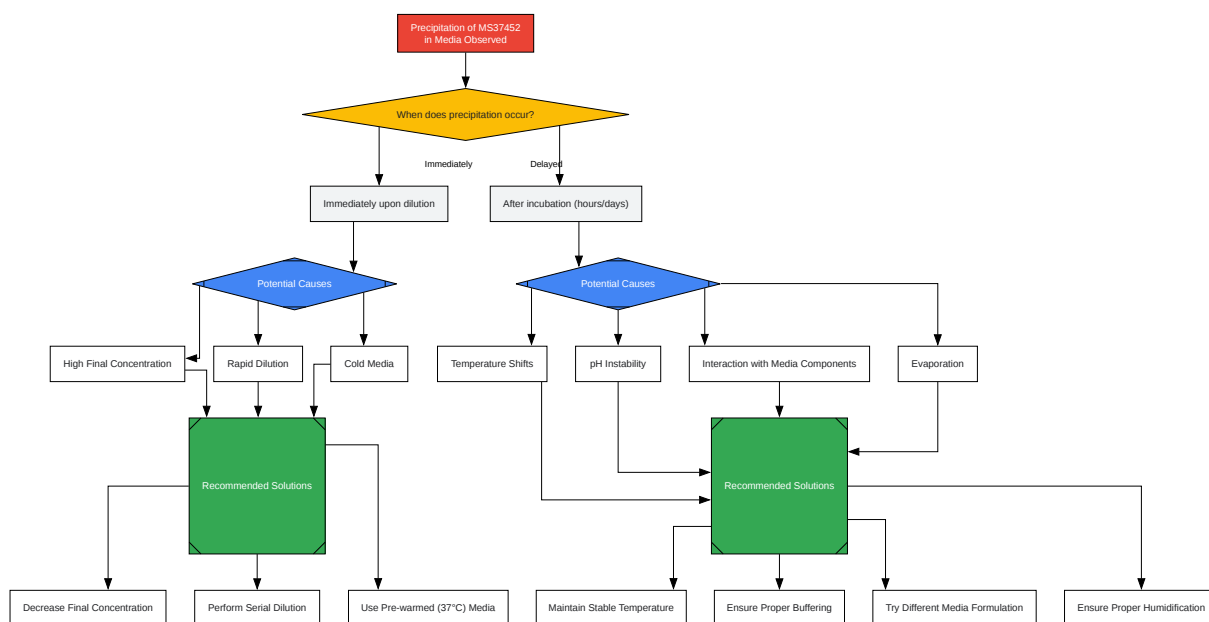 Precipitation of MS37452
in Media Observed
When does precipitation occur?
Immediately
Delayed
Immediately upon dilution
After incubation (hours/days)
Potential Causes
Potential Causes
High Final Concentration
Rapid Dilution
Cold Media
Temperature Shifts
pH Instability
Interaction with Media Components
Evaporation
Recommended Solutions
Recommended Solutions
Decrease Final Concentration
Perform Serial Dilution
Use Pre-warmed (37°C) Media
Maintain Stable Temperature
Ensure Proper Buffering
Try Different Media Formulation
Ensure Proper Humidification